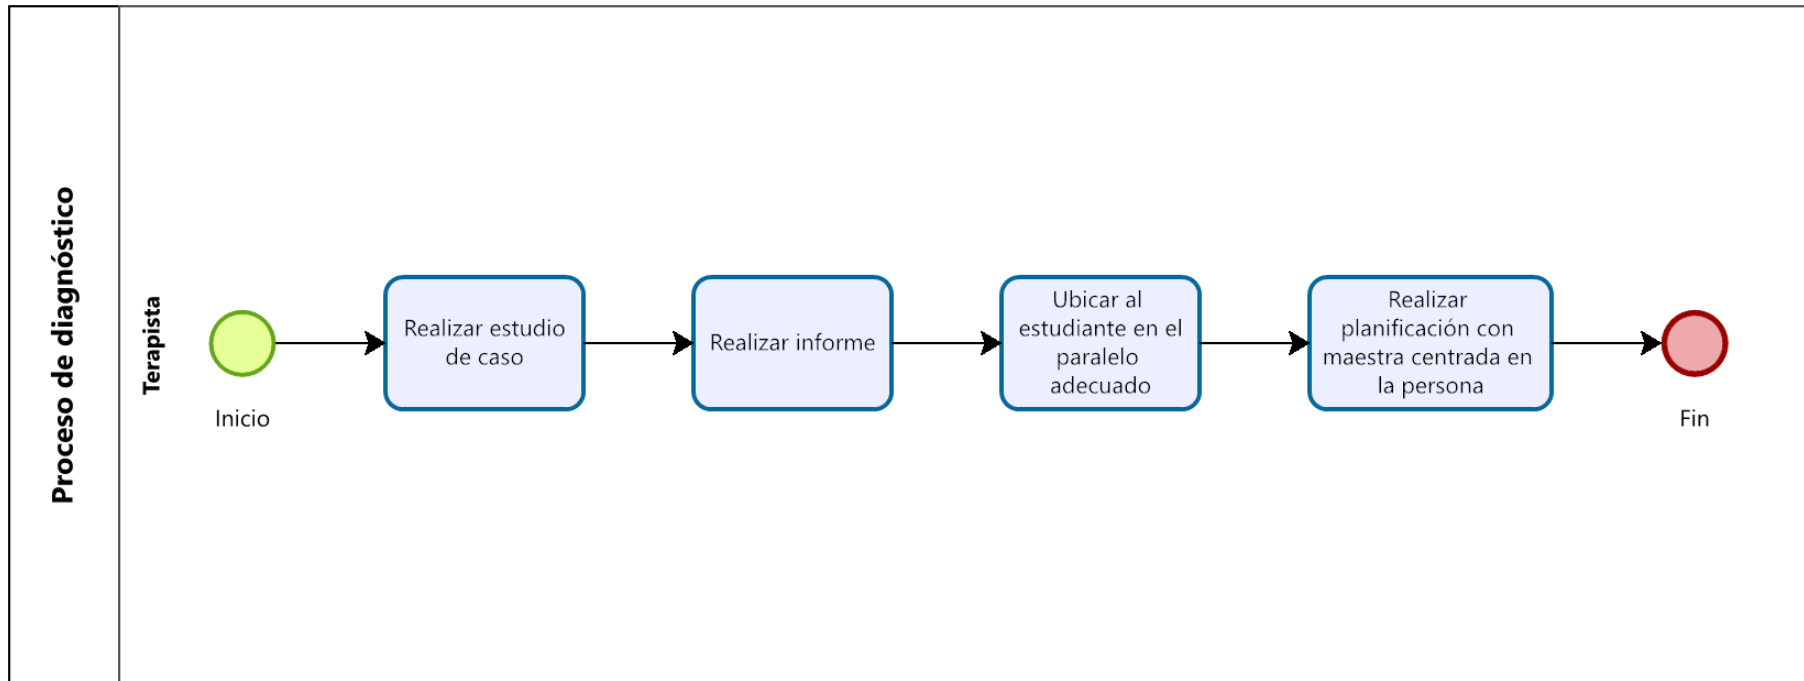 Proceso de diagnóstico
Terapista
Inicio
Realizar estudio
de caso
Realizar informe
Ubicar al
estudiante en el
paralelo
adecuado
Realizar
planificación con
maestra centrada en
la persona
Fin